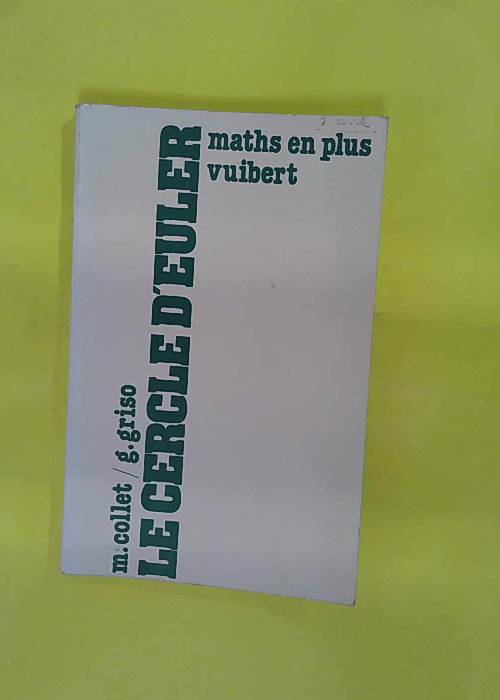 maths en plus
vuibert
m. collet / g. griso
LE CERCLE D'EULER